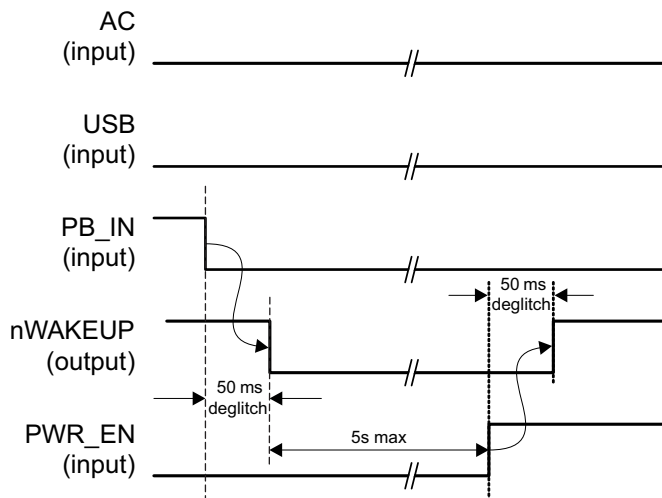 AC
(input)
USB
(input)
PB_IN
(input)
50 ms
deglitch
nWAKEUP
(output)
50 ms
deglitch
5s max
PWR_EN
(input)